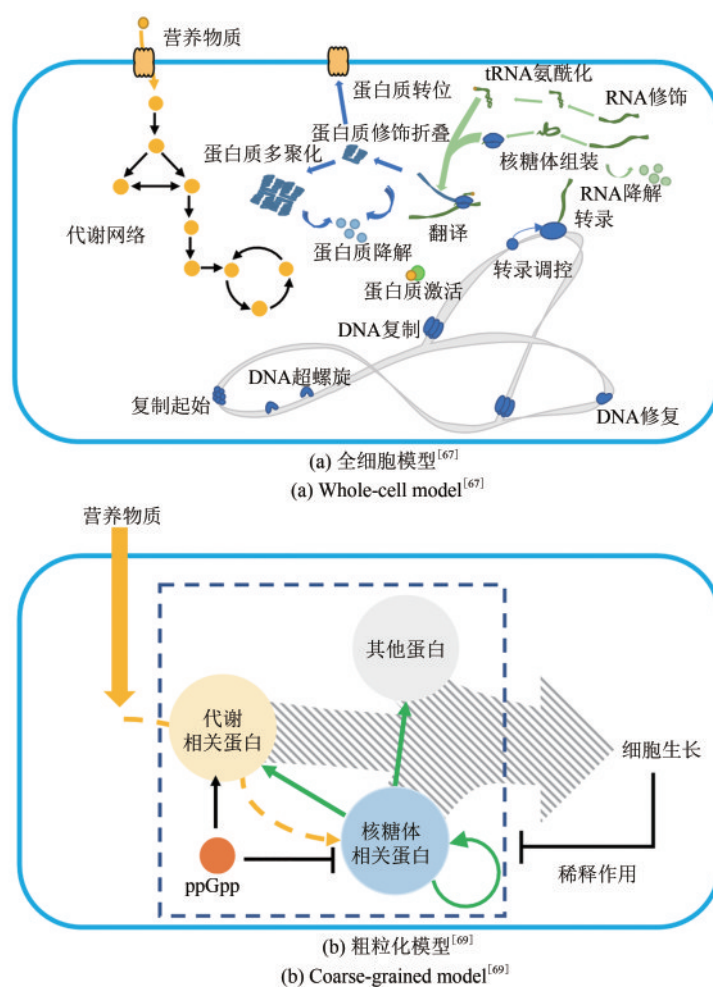 营养物质
蛋白质转位
tRNA氨酰化
RNA修饰
蛋白质修饰折叠
蛋白质多聚化
核糖体组装
RNA降解
转录
代谢网络
蛋白质降解
翻译
转录调控
蛋白质激活
DNA复制
DNA超螺旋
复制起始
DNA修复
(a) 全细胞模型[67]
(a) Whole-cell model[67]
营养物质
其他蛋白
代谢
相关蛋白
细胞生长
核糖体
相关蛋白
ppGpp
稀释作用
(b) 粗粒化模型[69]
(b) Coarse-grained model[69]